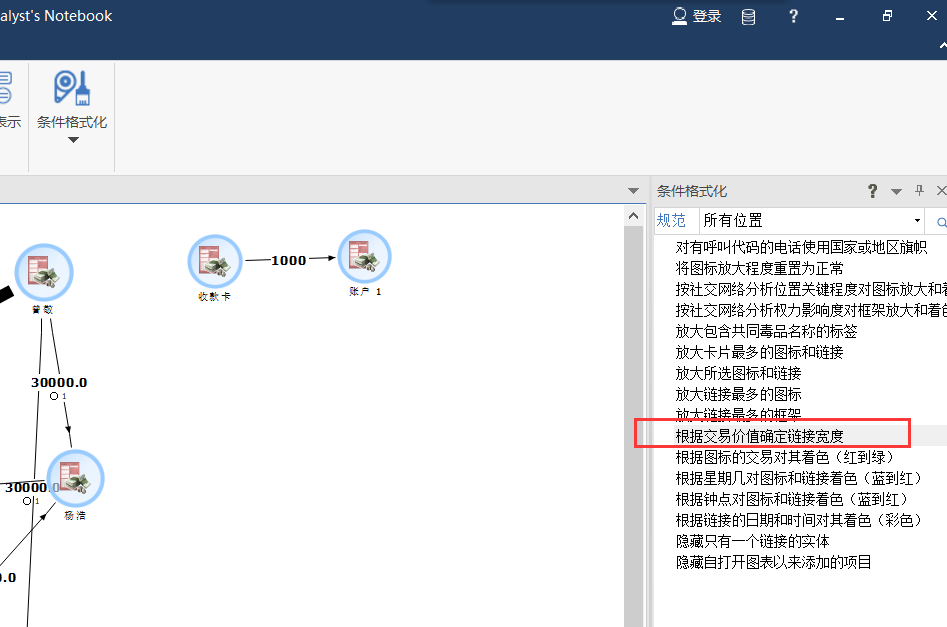 alyst's Notebook
登录
?
表示
条件格式化
条件格式化
?
规范
所有位置
对有呼叫代码的电话使用国家或地区旗帜
将图标放大程度重置为正常
按社交网络分析位置关键程度对图标放大和着
按社交网络分析权力影响度对框架放大和着色
放大包含共同毒品名称的标签
放大卡片最多的图标和链接
放大所选图标和链接
放大链接最多的图标
放大链接最多的框架
根据交易价值确定链接宽度
根据图标的交易对其着色（红到绿）
根据星期几对图标和链接着色（蓝到红）
根据钟点对图标和链接着色（蓝到红）
根据链接的日期和时间对其着色（彩色）
隐藏只有一个链接的实体
隐藏自打开图表以来添加的项目
1000
收款卡
账户 1
30000.0
1
30000.0
1
杨浩
0.0